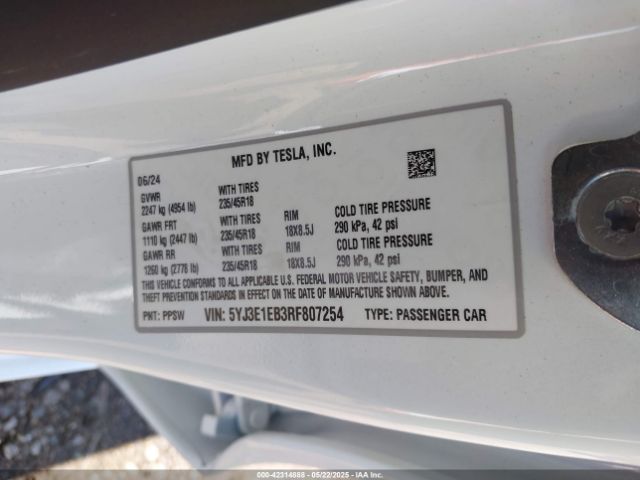 MFD BY TESLA, INC.
06/24
GVWR WITH TIRES
2247 kg (4954 lb) 235/45R18
GAWR FRT WITH TIRES RIM COLD TIRE PRESSURE
1110 kg (2447 lb) 235/45R18 18X8.5J 290 kPa, 42 psi
GAWR RR WITH TIRES RIM COLD TIRE PRESSURE
1260 kg (2778 lb) 235/45R18 18X8.5J 290 kPa, 42 psi
THIS VEHICLE CONFORMS TO ALL APPLICABLE U.S. FEDERAL MOTOR VEHICLE SAFETY, BUMPER, AND
THEFT PREVENTION STANDARDS IN EFFECT ON THE DATE OF MANUFACTURE SHOWN ABOVE.
PNT: PPSW VIN: 5YJ3E1EB3RF807254 TYPE: PASSENGER CAR
000-42314888 - 05/22/2025 - IAA Inc.